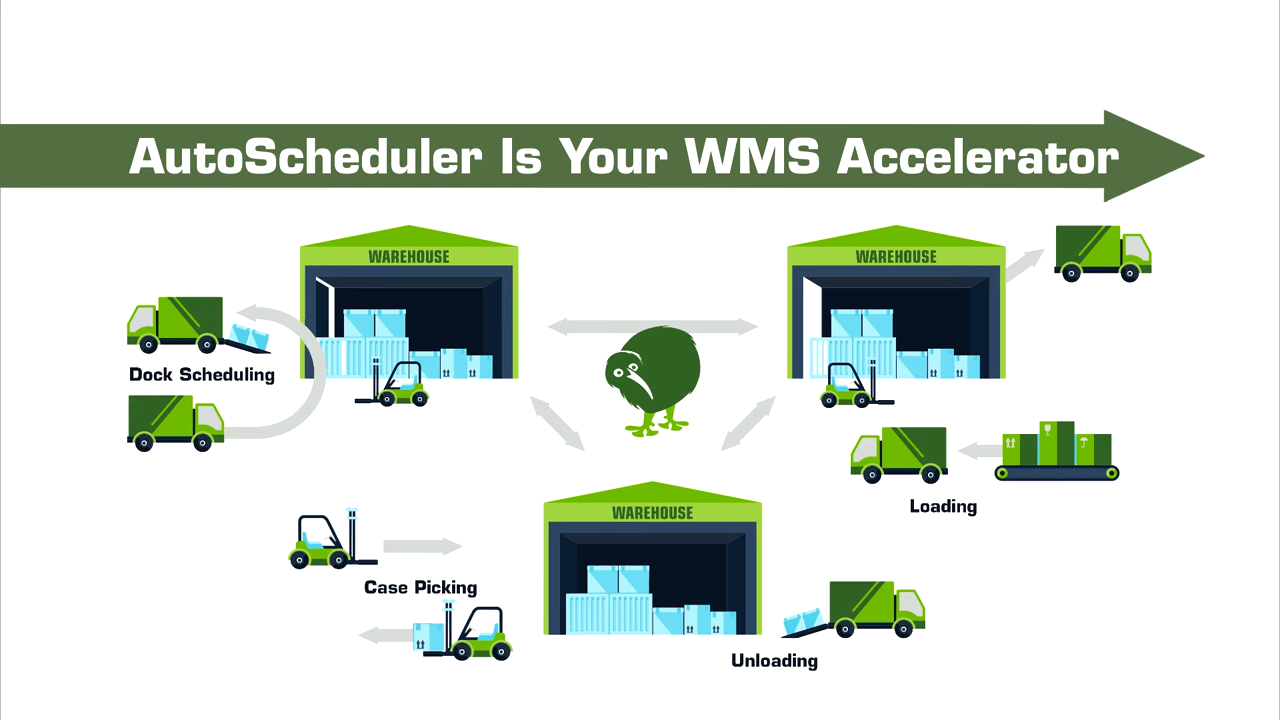 AutoScheduler Is Your WMS Accelerator
WAREHOUSE
WAREHOUSE
Dock Scheduling
Loading
WAREHOUSE
Case Picking
Unloading